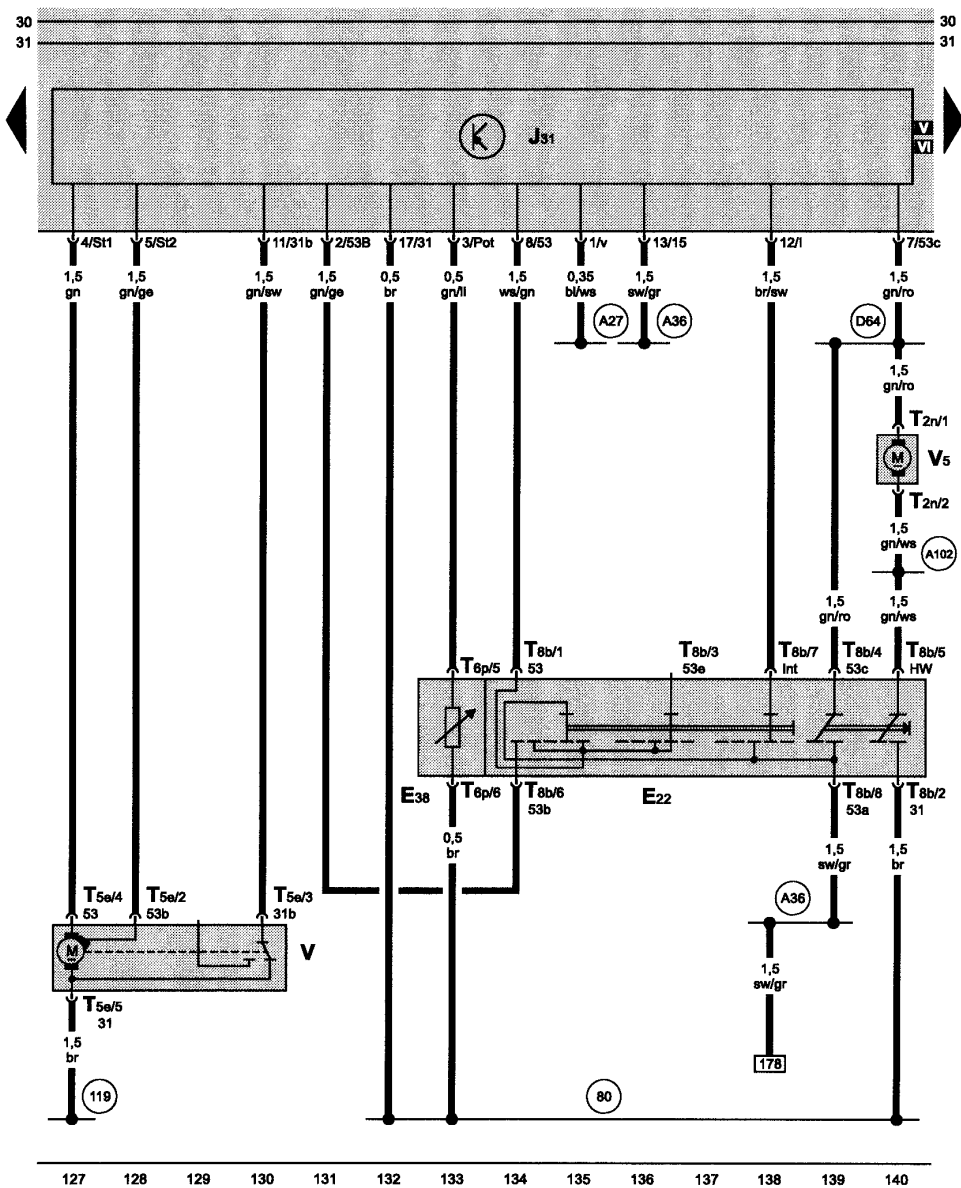 30 30
31 31
J31
V
VI
4/St1 5/St2 11/31b 2/53B 17/31 3/Pot 8/53 1/v 13/15 12/I 7/53c
1,5 1,5 1,5 1,5 0,5 0,5 1,5 0,35 1,5 1,5 1,5
gn gn/ge gn/sw gn/ge br gn/li ws/gn bl/ws sw/gr br/sw gn/ro
A27 A36 D64
1,5
gn/ro
T2n/1
M V5
T2n/2
1,5
gn/ws
A102
1,5 1,5
gn/ro gn/ws
T6p/5 T8b/1 T8b/3 T8b/7 T8b/4 T8b/5
53 53e Int 53c HW
E38 T6p/6 T8b/6 E22 T8b/8 T8b/2
53b 53a 31
0,5 1,5 1,5
br sw/gr br
T5e/4 T5e/2 T5e/3 A36
53 53b 31b
M V
1,5
sw/gr
T5e/5
31
1,5
br
178
119 80
127 128 129 130 131 132 133 134 135 136 137 138 139 140